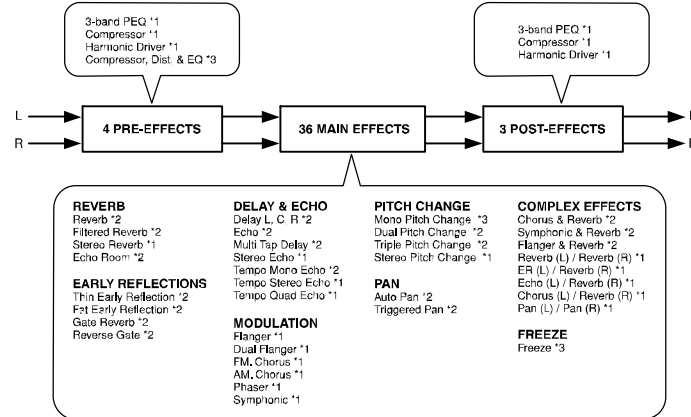 3-band PEQ *1
Compressor *1
Harmonic Driver *1
Compressor, Dist. & EQ *3
3-band PEQ *1
Compressor *1
Harmonic Driver *1
L
R
4 PRE-EFFECTS
36 MAIN EFFECTS
3 POST-EFFECTS
REVERB
Reverb *2
Filtered Reverb *2
Stereo Reverb *1
Echo Room *2
EARLY REFLECTIONS
Thin Early Reflection *2
Fat Early Reflection *2
Gate Reverb *2
Reverse Gate *2
DELAY & ECHO
Delay L, C, R *2
Echo *2
Multi Tap Delay *2
Stereo Echo *1
Tempo Mono Echo *2
Tempo Stereo Echo *1
Tempo Quad Echo *1
MODULATION
Flanger *1
Dual Flanger *1
FM. Chorus *1
AM. Chorus *1
Phaser *1
Symphonic *1
PITCH CHANGE
Mono Pitch Change *3
Dual Pitch Change *2
Triple Pitch Change *2
Stereo Pitch Change *1
PAN
Auto Pan *2
Triggered Pan *2
COMPLEX EFFECTS
Chorus & Reverb *2
Symphonic & Reverb *2
Flanger & Reverb *2
Reverb (L) / Reverb (R) *1
ER (L) / Reverb (R) *1
Echo (L) / Reverb (R) *1
Chorus (L) / Reverb (R) *1
Pan (L) / Pan (R) *1
FREEZE
Freeze *3